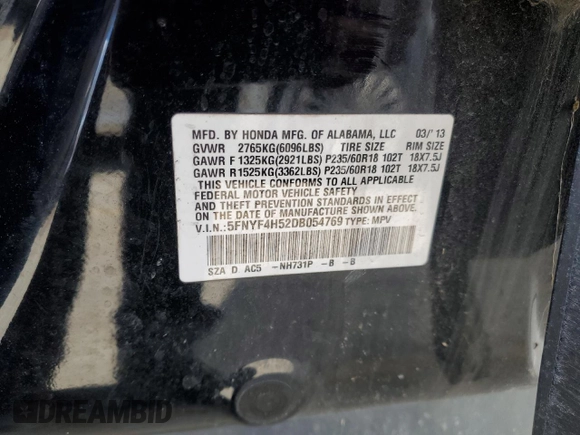 MFD. BY HONDA MFG. OF ALABAMA, LLC 03/'13
GVWR 2765KG(6096LBS) TIRE SIZE RIM SIZE
GAWR F 1325KG(2921LBS) P235/60R18 102T 18X7.5J
GAWR R 1525KG(3362LBS) P235/60R18 102T 18X7.5J
THIS VEHICLE CONFORMS TO ALL APPLICABLE
FEDERAL MOTOR VEHICLE SAFETY
AND THEFT PREVENTION STANDARDS IN EFFECT
ON THE DATE OF MANUFACTURE SHOWN ABOVE.
V.I.N.:5FNYF4H52DB054769 TYPE: MPV
SZA D AC5 -NH731P -B -B
DREAMBID